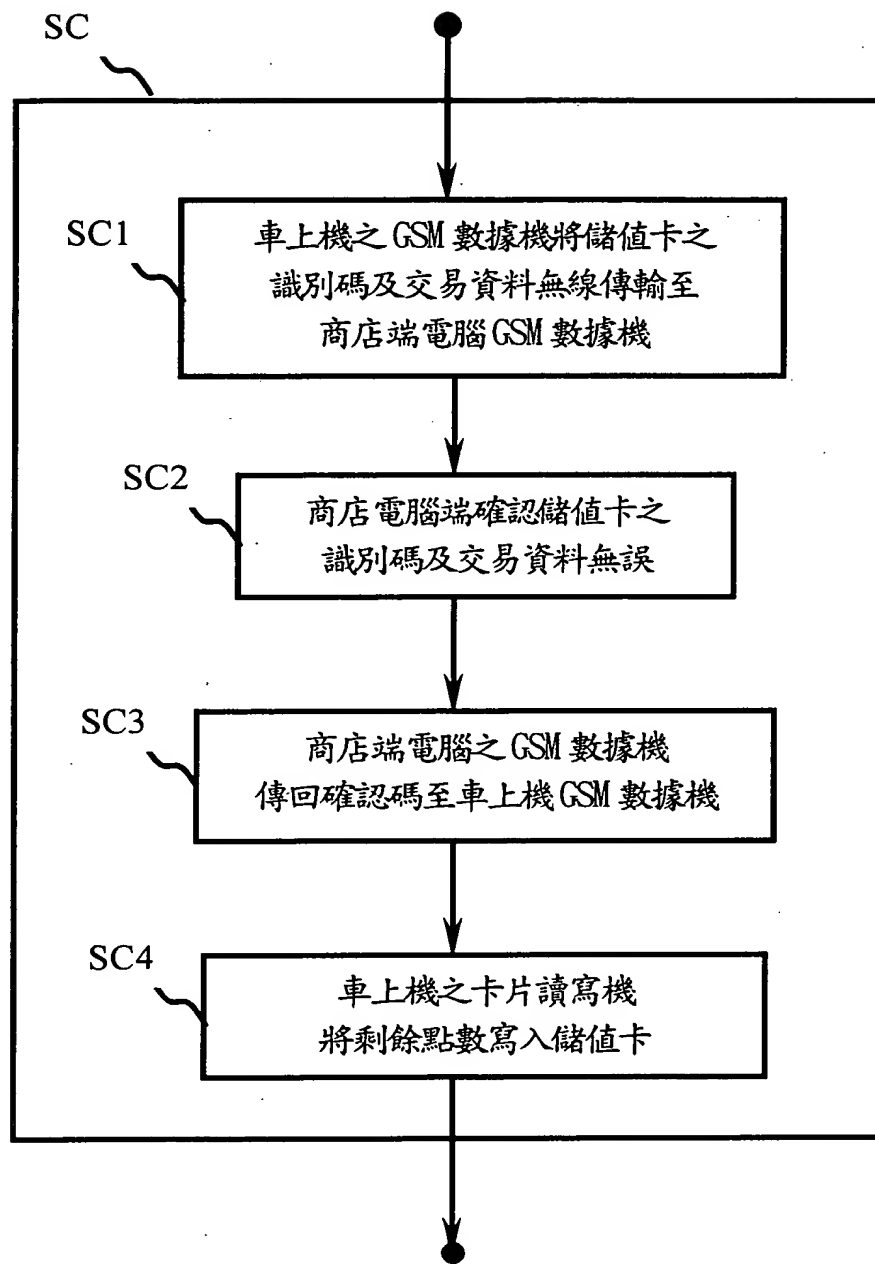 SC
SC1
車上機之 GSM 數據機將儲值卡之
識別碼及交易資料無線傳輸至
商店端電腦 GSM 數據機
SC2
商店電腦端確認儲值卡之
識別碼及交易資料無誤
SC3
商店端電腦之 GSM 數據機
傳回確認碼至車上機 GSM 數據機
SC4
車上機之卡片讀寫機
將剩餘點數寫入儲值卡